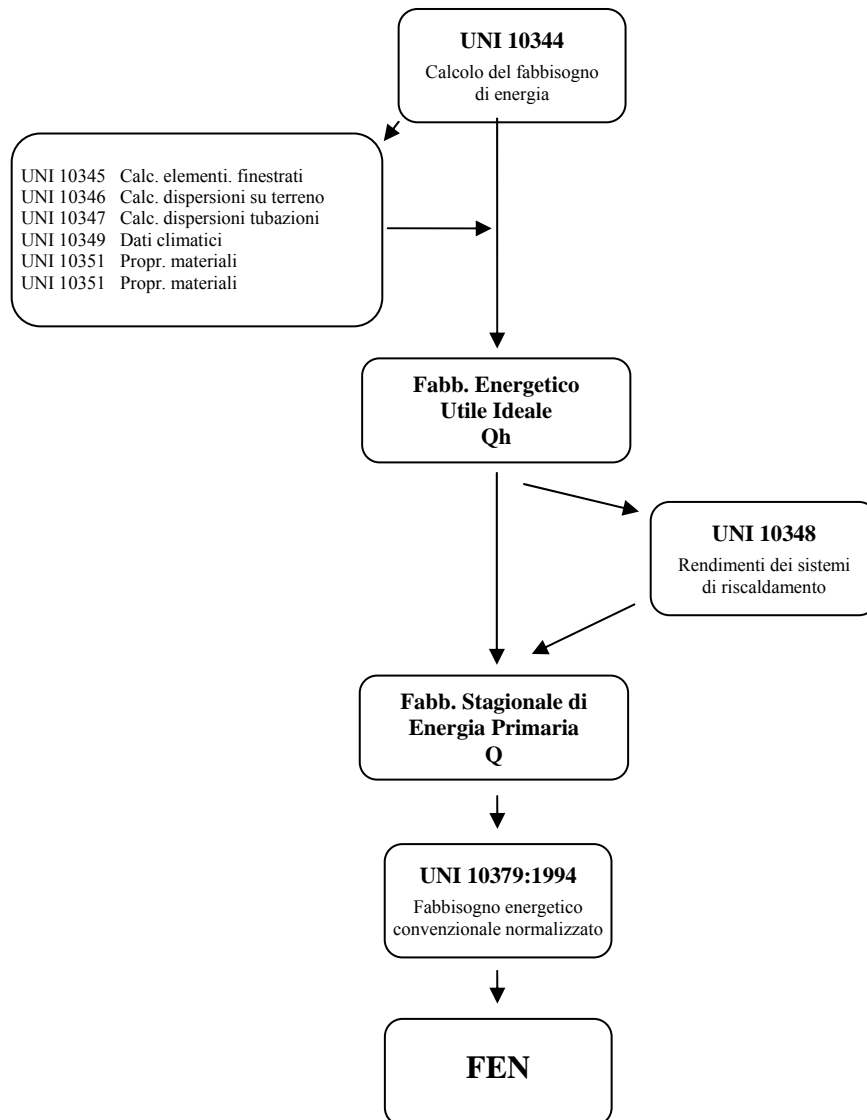 UNI 10344
Calcolo del fabbisogno
di energia
UNI 10345 Calc. elementi. finestrati
UNI 10346 Calc. dispersioni su terreno
UNI 10347 Calc. dispersioni tubazioni
UNI 10349 Dati climatici
UNI 10351 Propr. materiali
UNI 10351 Propr. materiali
Fabb. Energetico
Utile Ideale
Qh
UNI 10348
Rendimenti dei sistemi
di riscaldamento
Fabb. Stagionale di
Energia Primaria
Q
UNI 10379:1994
Fabbisogno energetico
convenzionale normalizzato
FEN